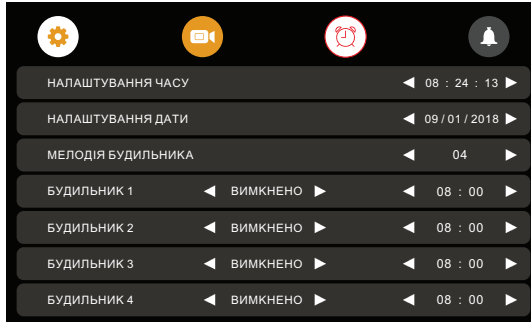 НАЛАШТУВАННЯ ЧАСУ 08 : 24 : 13
НАЛАШТУВАННЯ ДАТИ 09 / 01 / 2018
МЕЛОДІЯ БУДИЛЬНИКА 04
БУДИЛЬНИК 1 ВИМКНЕНО 08 : 00
БУДИЛЬНИК 2 ВИМКНЕНО 08 : 00
БУДИЛЬНИК 3 ВИМКНЕНО 08 : 00
БУДИЛЬНИК 4 ВИМКНЕНО 08 : 00